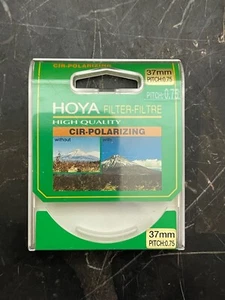 CIR-POLARIZING
37mm
PITCH:0.75
PITCH:0.75
HOYA FILTER-FILTRE
HIGH QUALITY
CIR-POLARIZING
without
with
37mm
PITCH:0.75